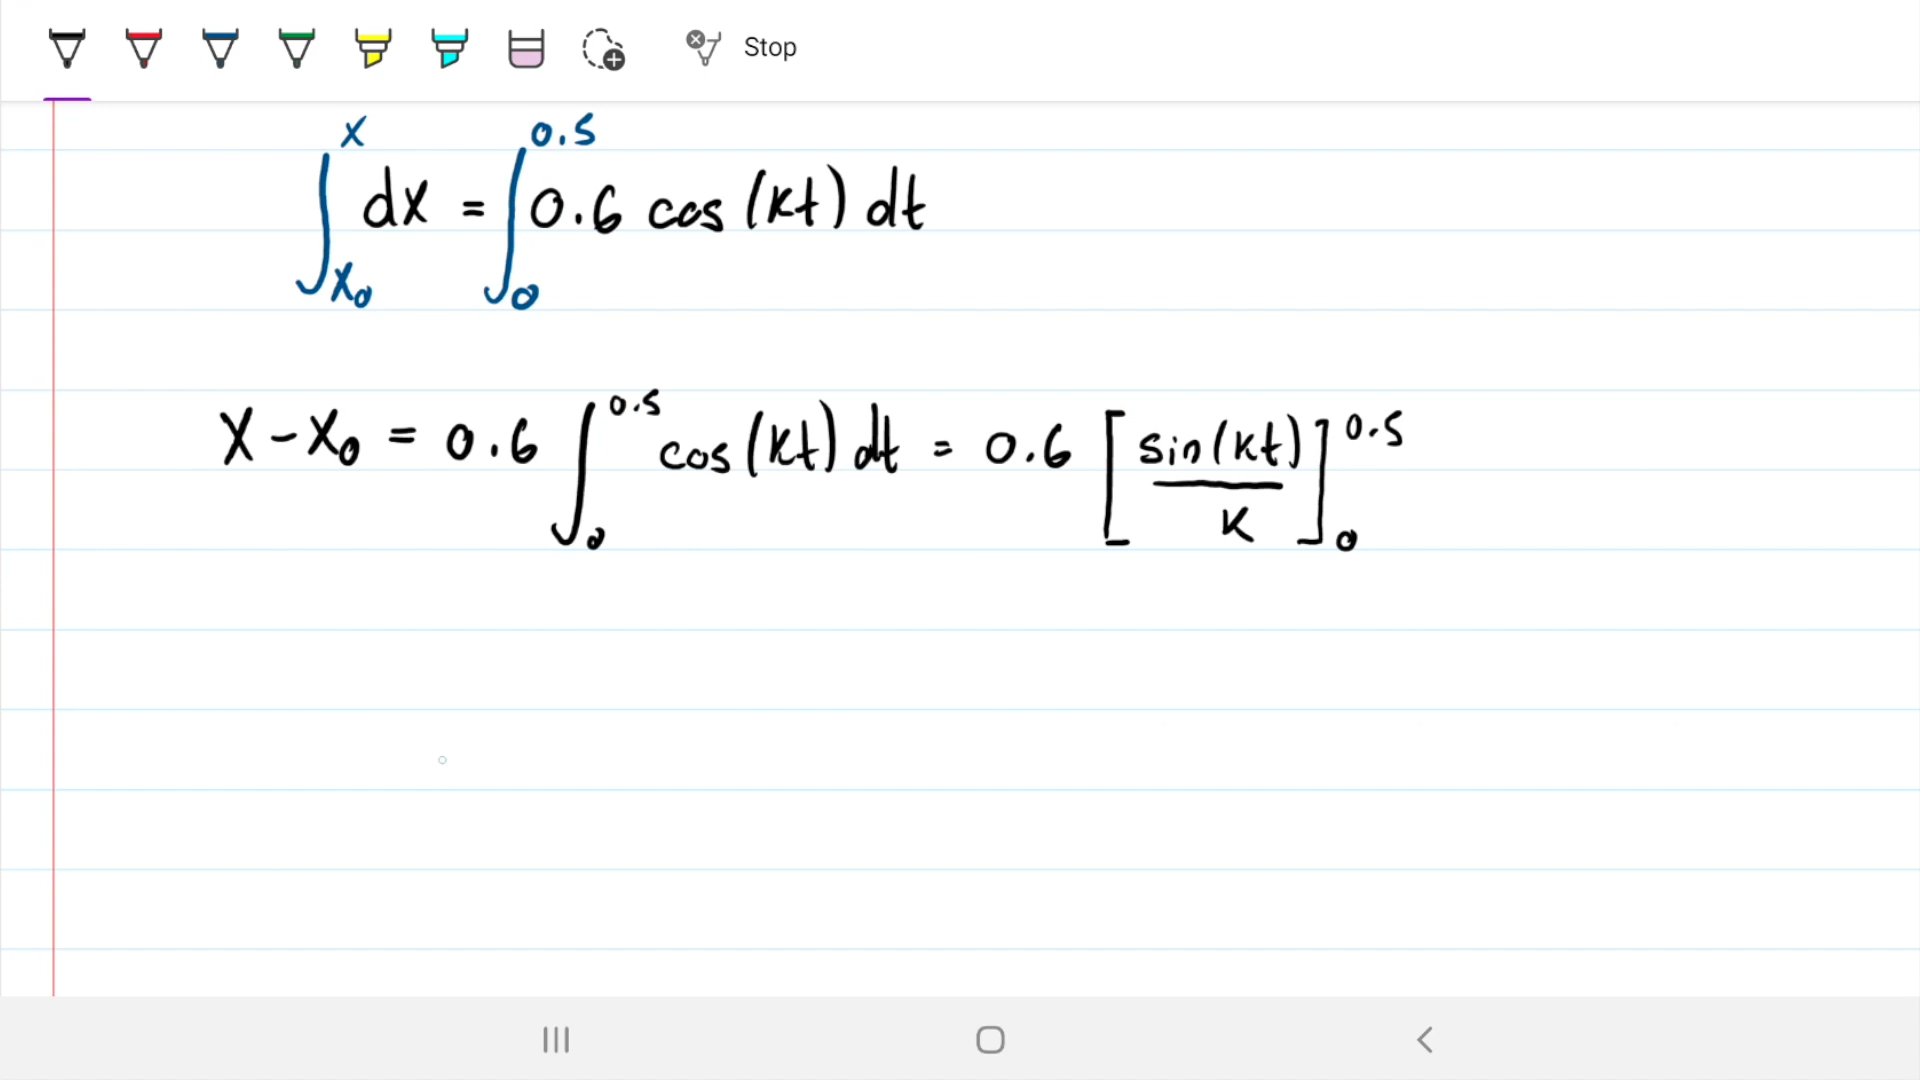 Stop
∫_{x₀}^{x} dx = ∫_{0}^{0.5} 0.6 cos (kt) dt
x - x₀ = 0.6 ∫_{0}^{0.5} cos (kt) dt = 0.6 [sin(kt)/k]_{0}^{0.5}